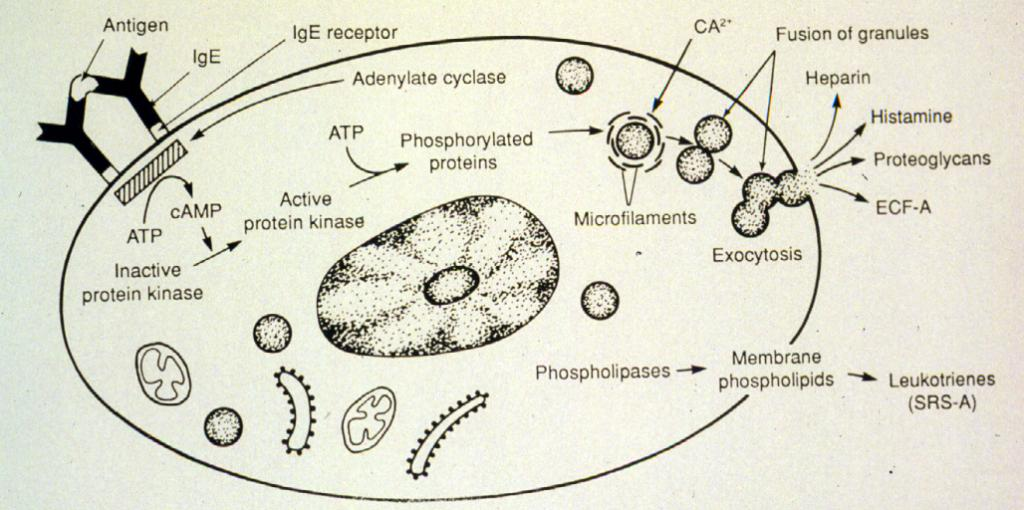 Antigen
IgE
IgE receptor
Adenylate cyclase
CA²⁺
Fusion of granules
Heparin
Histamine
Proteoglycans
ECF-A
ATP
Phosphorylated
proteins
Microfilaments
Exocytosis
Active
protein kinase
cAMP
ATP
Inactive
protein kinase
Phospholipases
Membrane
phospholipids
Leukotrienes
(SRS-A)